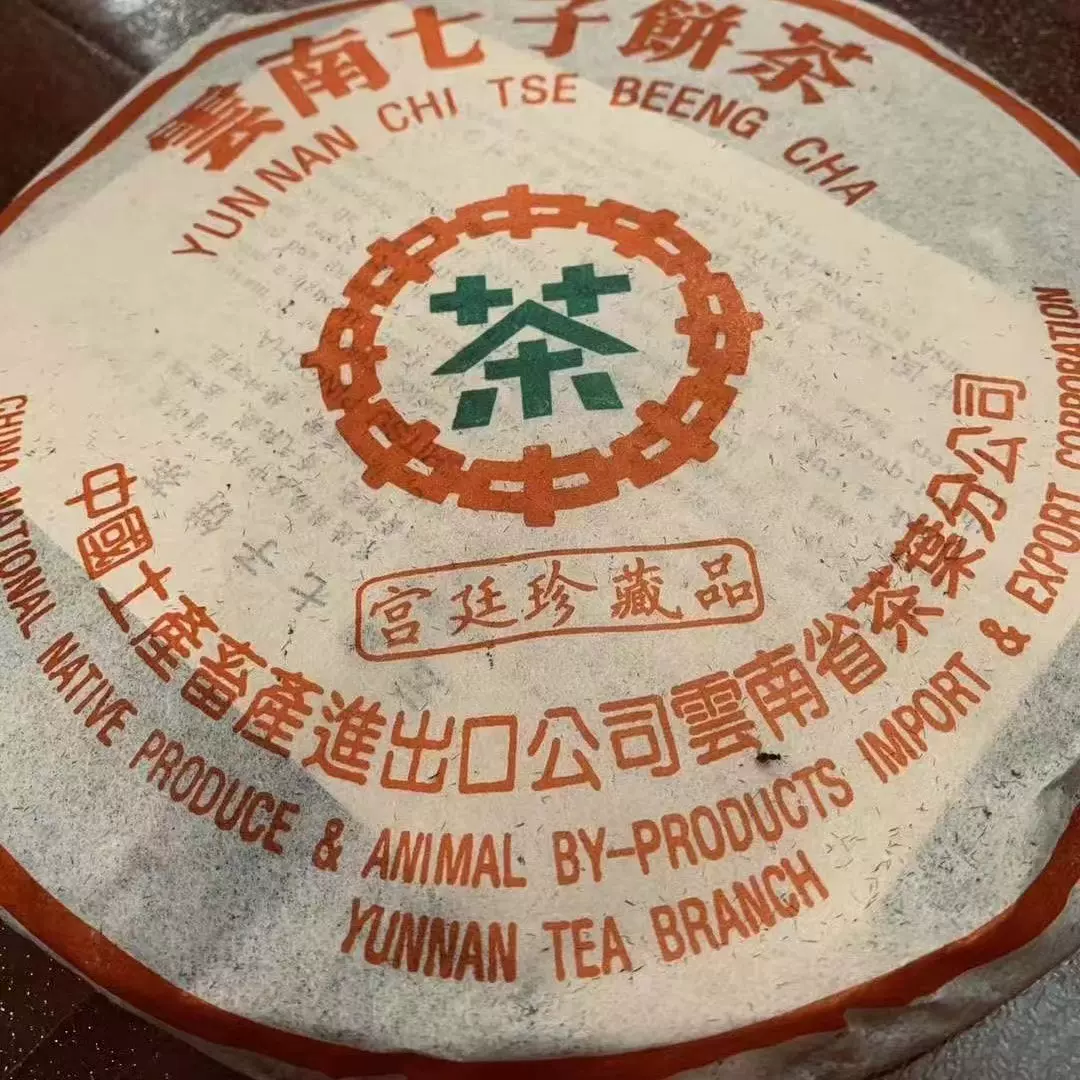 雲南七子餅茶
YUNNAN CHI TSE BEENG CHA
茶
宫廷珍藏品
中國土產畜產進出口公司雲南省茶葉分公司
CHINA NATIONAL NATIVE PRODUCE & ANIMAL BY-PRODUCTS IMPORT & EXPORT CORPORATION
YUNNAN TEA BRANCH